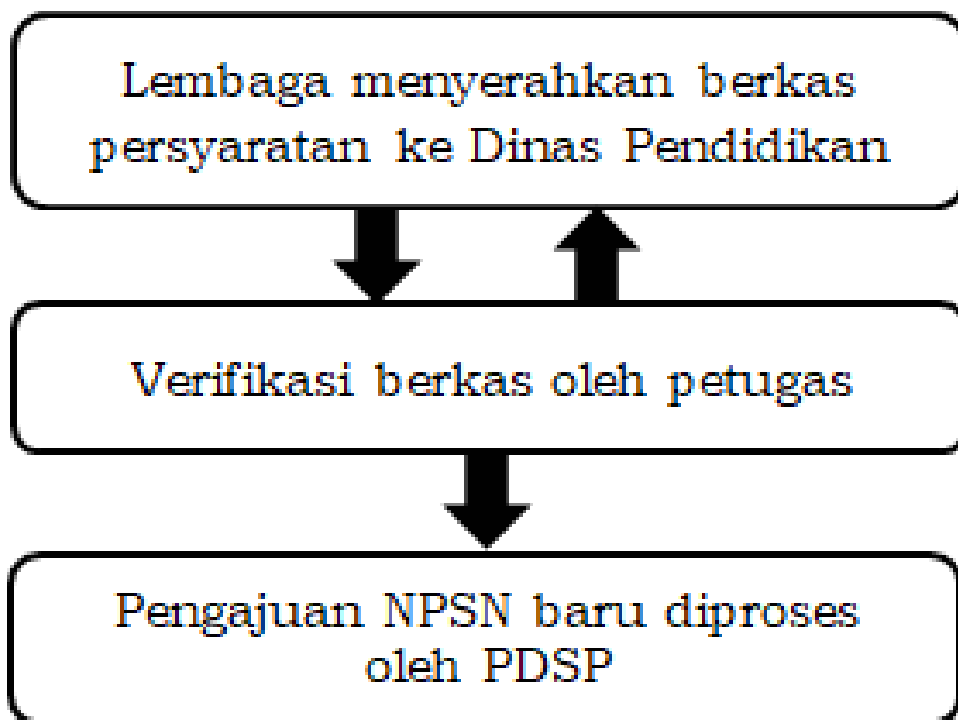 Lembaga menyerahkan berkas
persyaratan ke Dinas Pendidikan
Verifikasi berkas oleh petugas
Pengajuan NPSN baru diproses
oleh PDSP